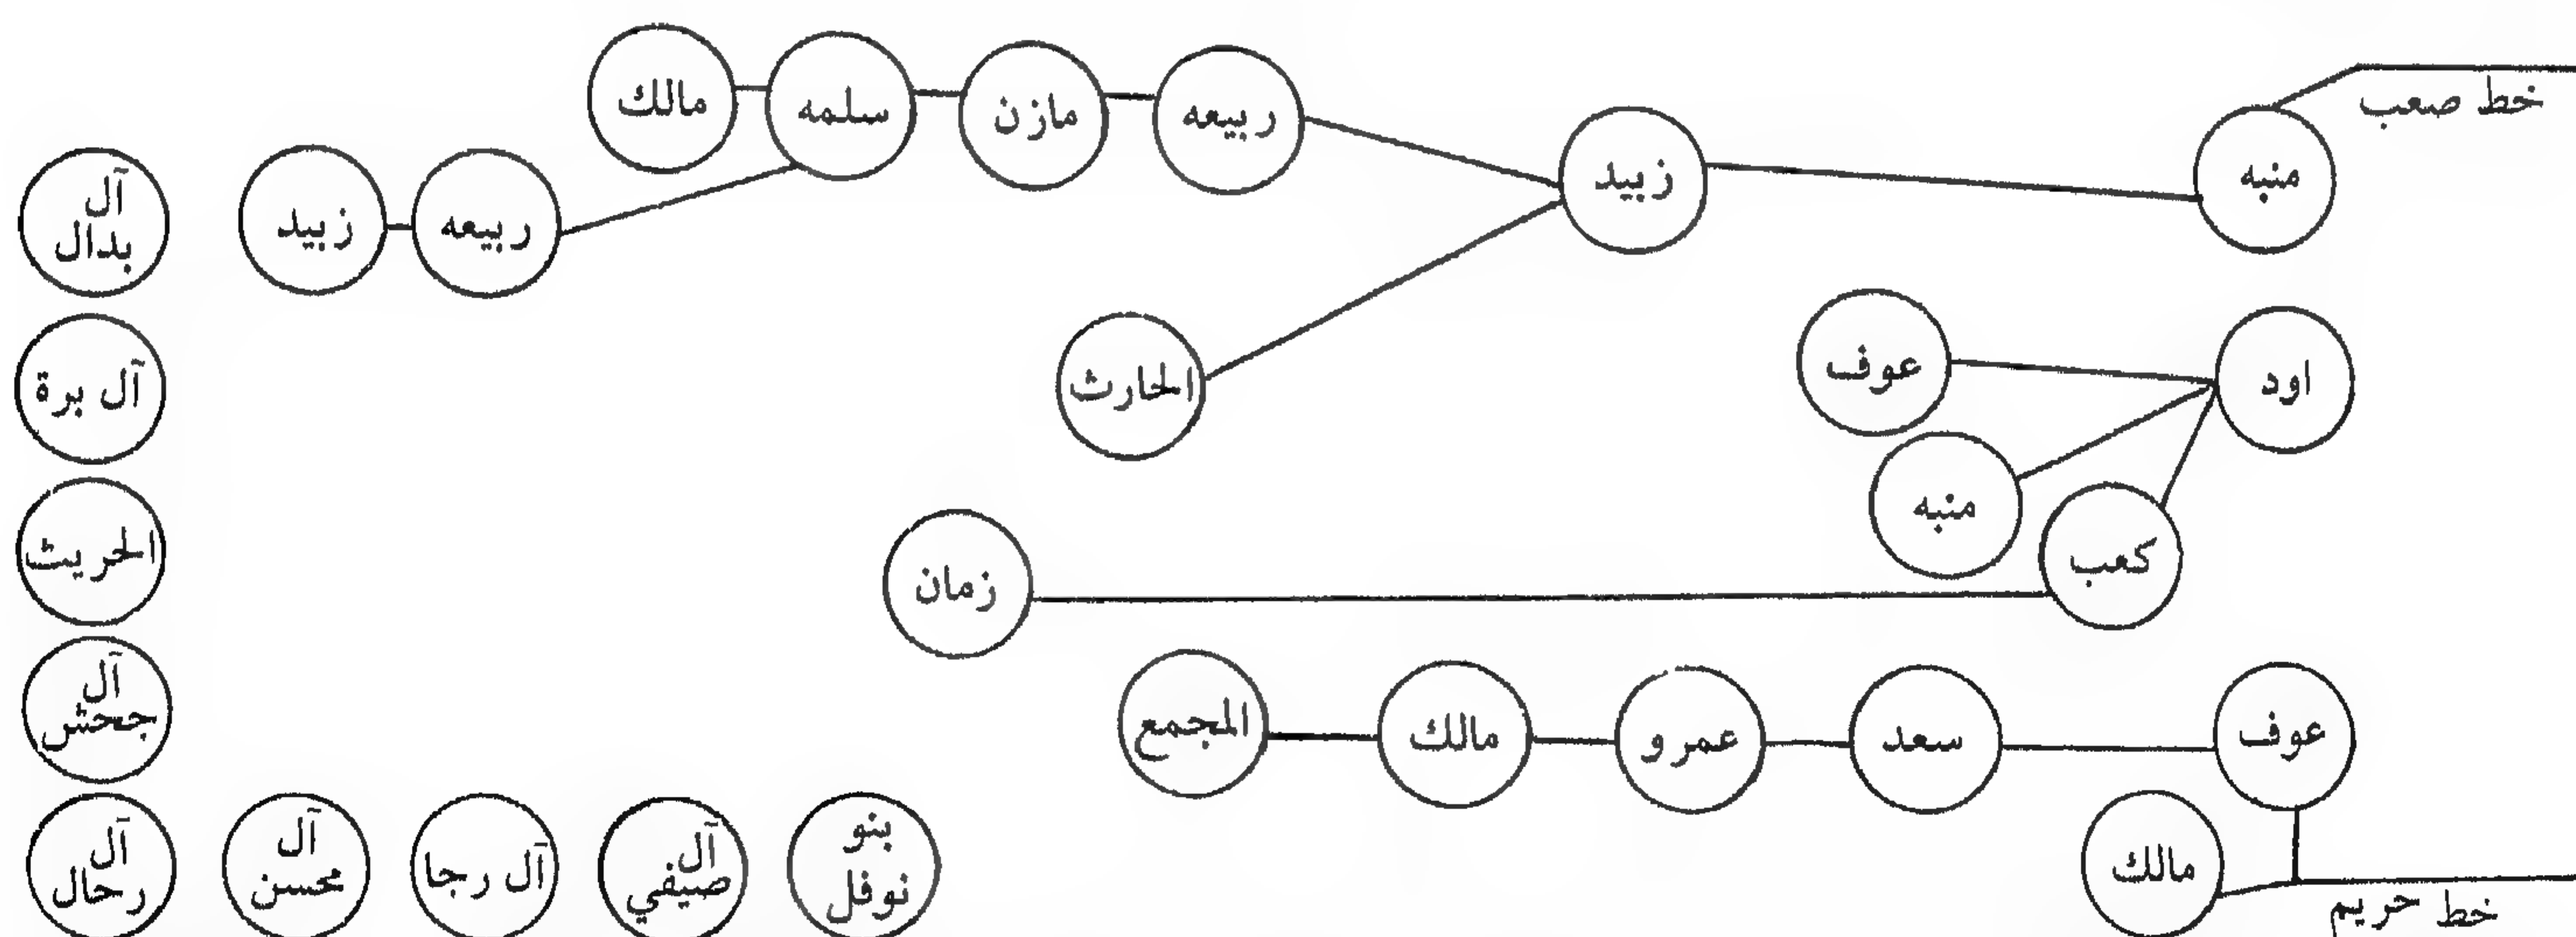 خط صعب
منبه
زبيد
ربيعه
مازن
سلمه
مالك
ربيعه
زبيد
آل
بدال
الحارث
اود
عوف
منبه
كعب
زمان
آل برة
الحريث
آل
جحش
عوف
سعد
عمرو
مالك
المجمع
مالك
خط حريم
بنو
نوفل
آل
صيفي
آل رجا
آل
محسن
آل
رحال